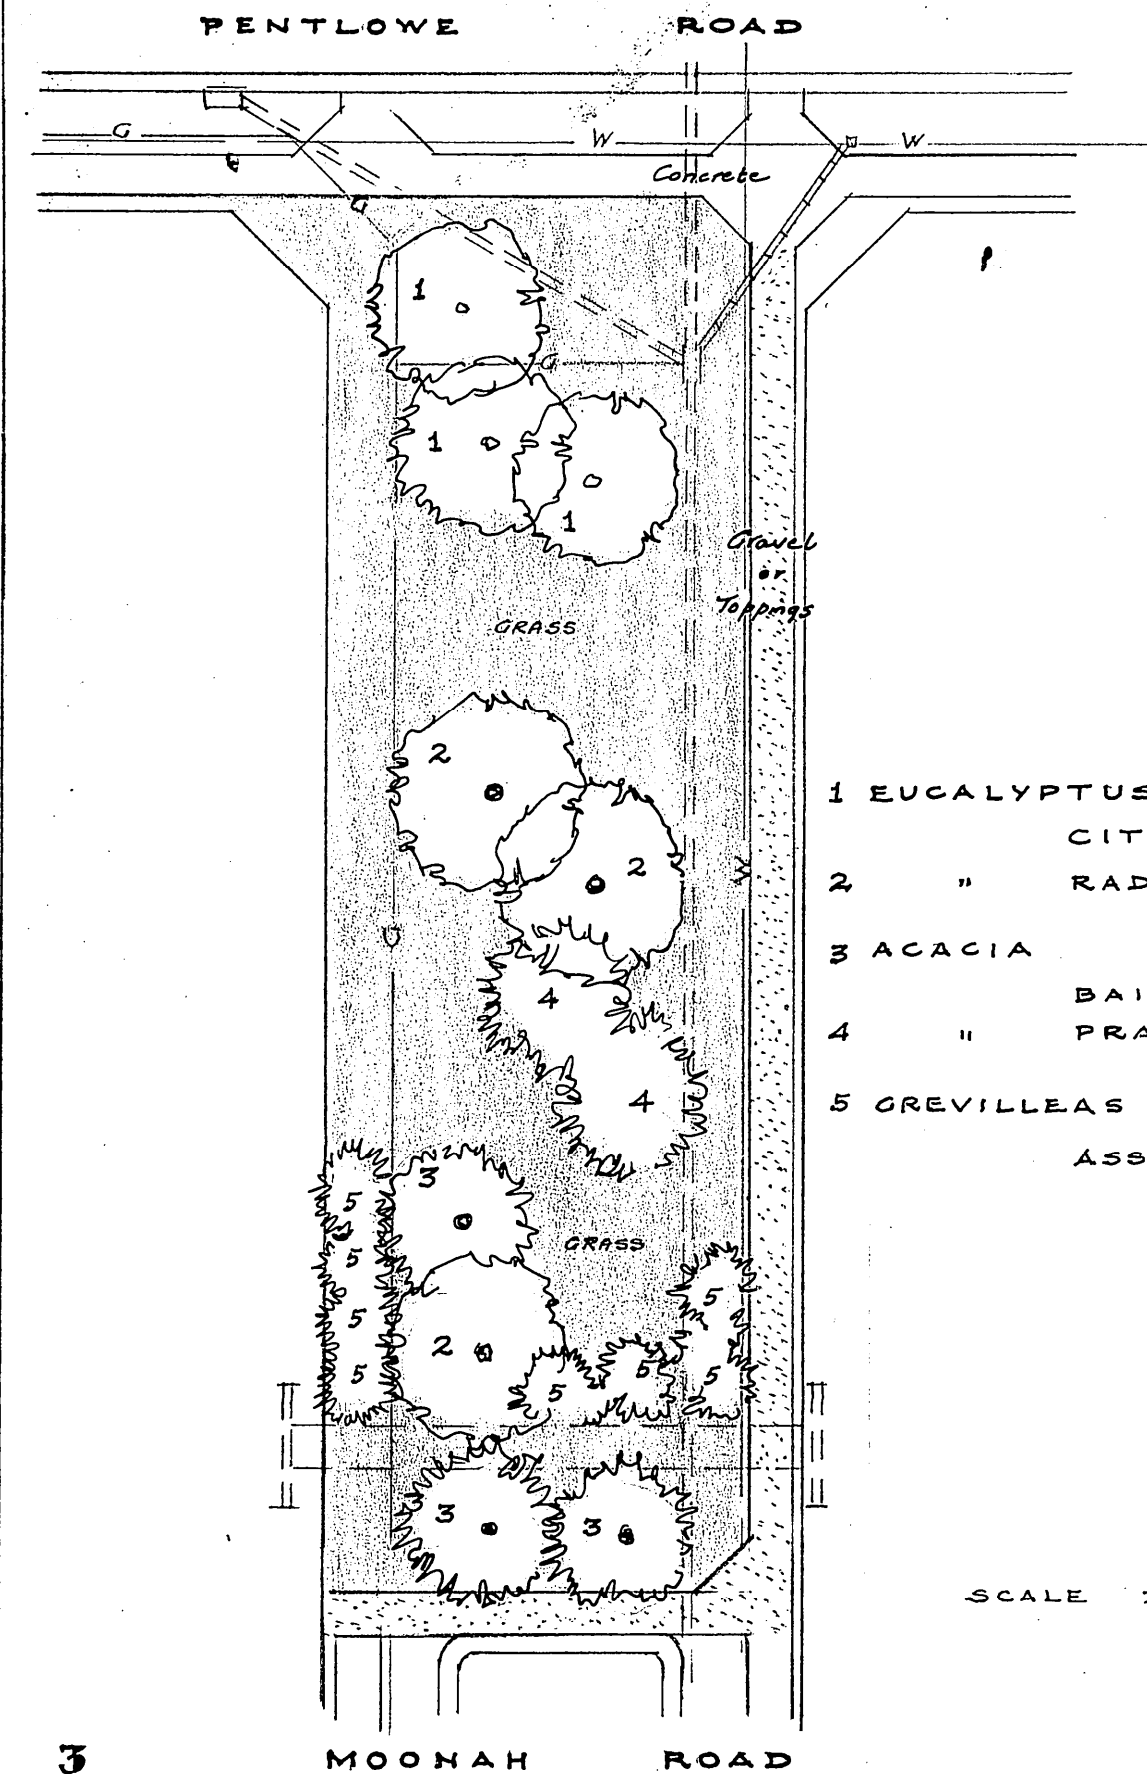 PENTLOWE ROAD
G W W
Concrete
G
1
G
1
1
Gravel
or
Toppings
GRASS
2
1 EUCALYPTUS
CIT
2 " RAD
2
W
G
3 ACACIA
BAI
4
4 " PRA
4
5 GREVILLEAS
ASS
3
5
5
GRASS
5
5
2
5
5
5
5
3
3
SCALE
3 MOONAH ROAD